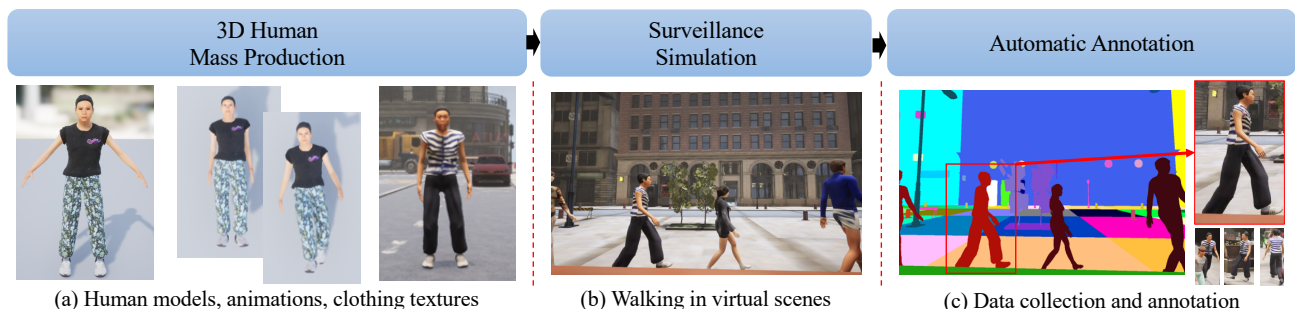 3D Human
Mass Production
Surveillance
Simulation
Automatic Annotation
(a) Human models, animations, clothing textures
(b) Walking in virtual scenes
(c) Data collection and annotation